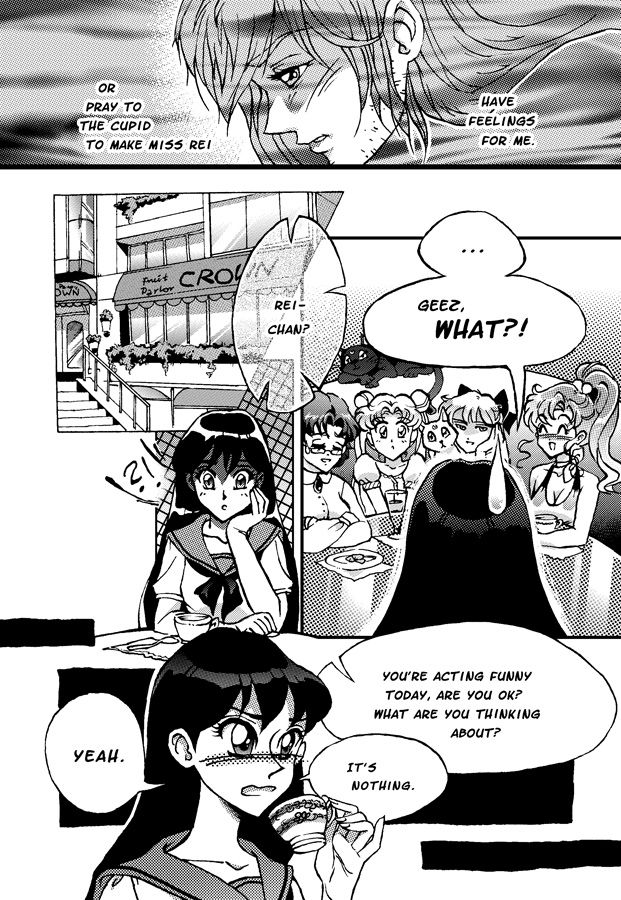 OR
PRAY TO
THE CUPID
TO MAKE MISS REI
HAVE
FEELINGS
FOR ME.
Fruit
Parlor CROWN
OWN
REI-
CHAN?
...
GEEZ,
WHAT?!
?!
YOU'RE ACTING FUNNY
TODAY, ARE YOU OK?
WHAT ARE YOU THINKING
ABOUT?
YEAH.
IT'S
NOTHING.